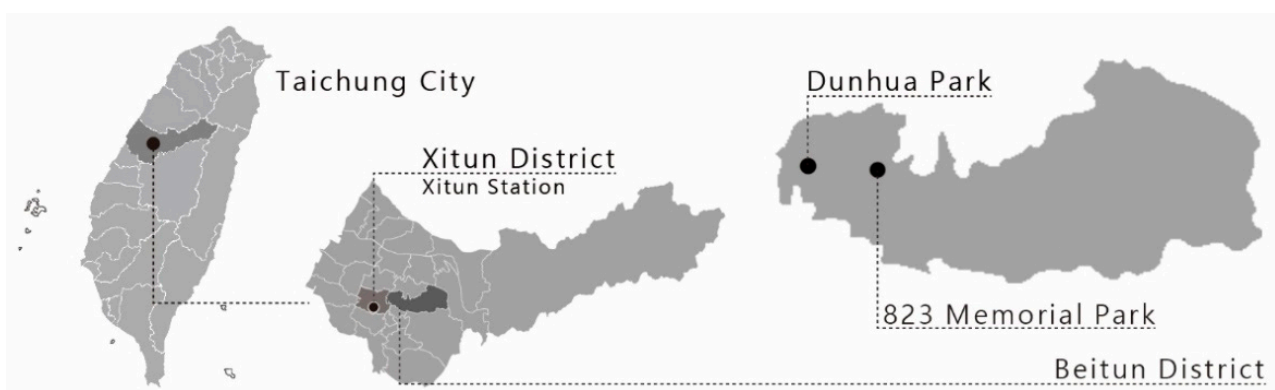 Taichung City
Xitun District
Xitun Station
Dunhua Park
823 Memorial Park
Beitun District